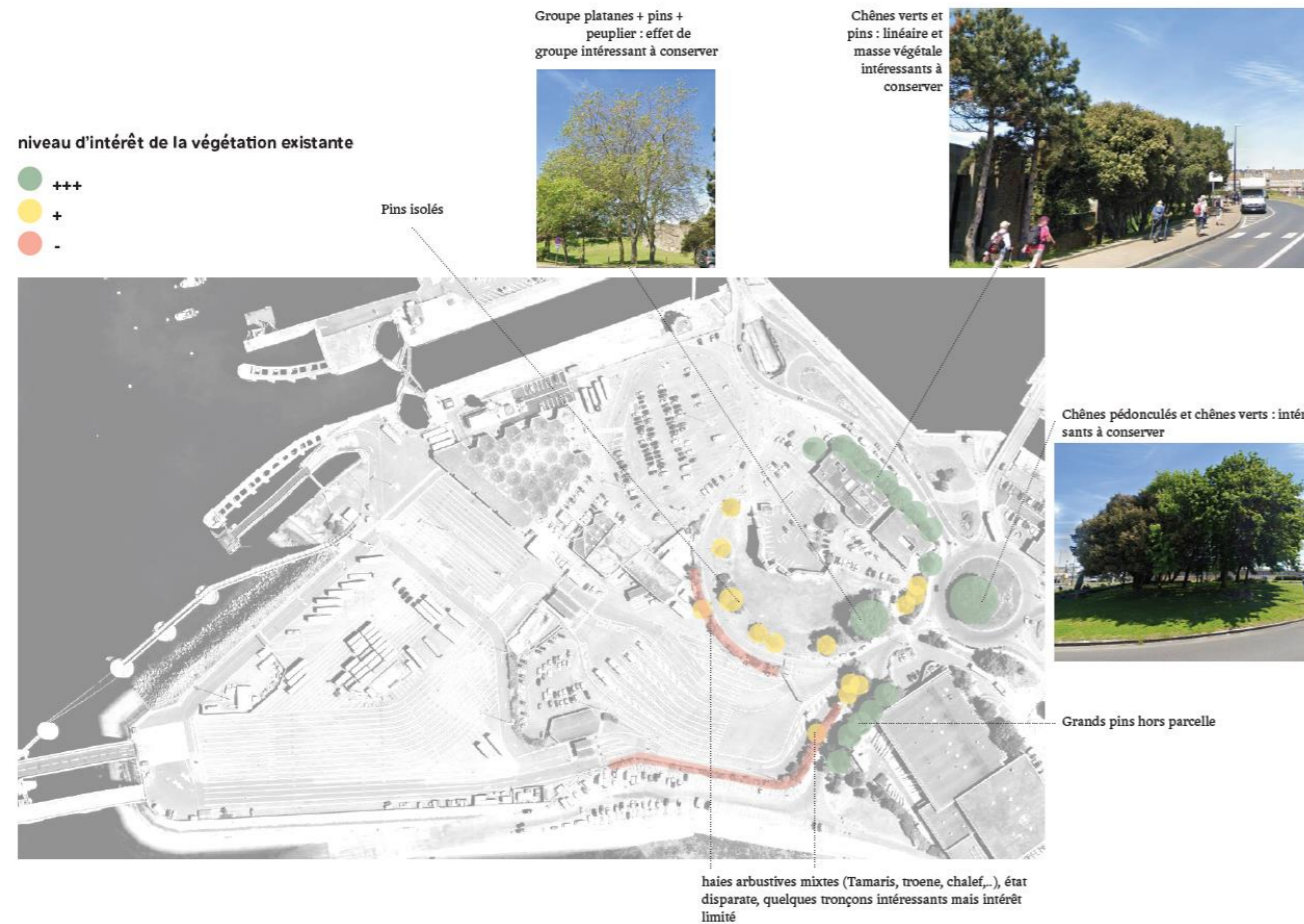 Groupe platanes + pins +
peuplier : effet de
groupe intéressant à conserver
Chênes verts et
pins : linéaire et
masse végétale
intéressants à
conserver
niveau d'intérêt de la végétation existante
+++
+
-
Pins isolés
Chênes pédonculés et chênes verts : intér
sants à conserver
Grands pins hors parcelle
haies arbustives mixtes (Tamaris, troene, chalef,..), état
disparate, quelques tronçons intéressants mais intérêt
limité